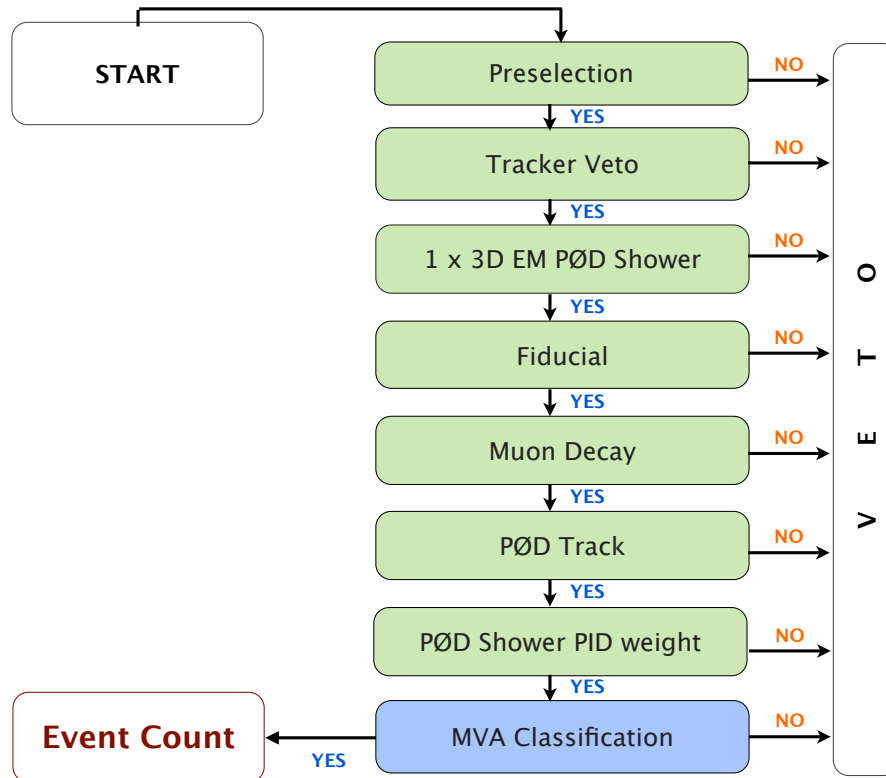 START
Preselection
NO
YES
Tracker Veto
NO
YES
1 x 3D EM PØD Shower
NO
YES
Fiducial
NO
YES
Muon Decay
NO
YES
PØD Track
NO
YES
PØD Shower PID weight
NO
YES
MVA Classification
NO
YES
Event Count
V E T O